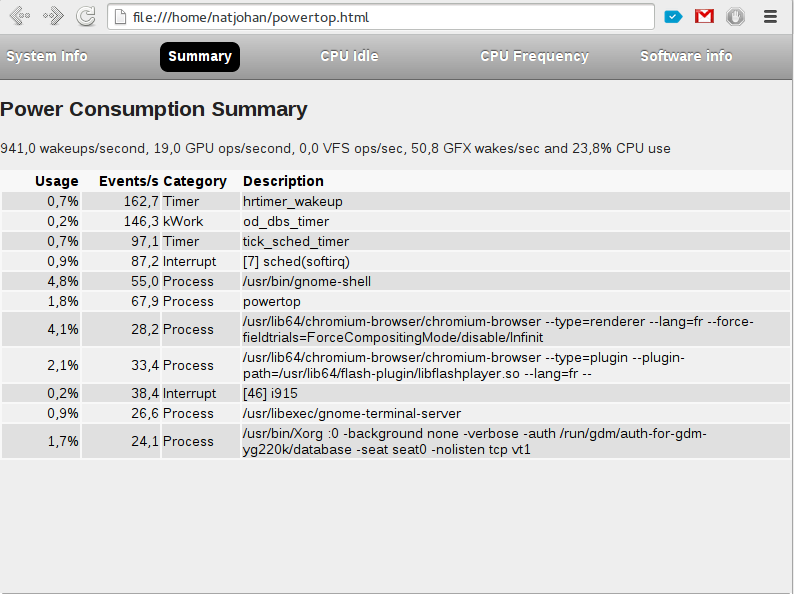 file:///home/natjohan/powertop.html
System Info Summary CPU Idle CPU Frequency Software info
Power Consumption Summary
941,0 wakeups/second, 19,0 GPU ops/second, 0,0 VFS ops/sec, 50,8 GFX wakes/sec and 23,8% CPU use
Usage Events/s Category Description
0,7% 162,7 Timer hrtimer_wakeup
0,2% 146,3 kWork od_dbs_timer
0,7% 97,1 Timer tick_sched_timer
0,9% 87,2 Interrupt [7] sched(softirq)
4,8% 55,0 Process /usr/bin/gnome-shell
1,8% 67,9 Process powertop
4,1% 28,2 Process /usr/lib64/chromium-browser/chromium-browser --type=renderer --lang=fr --force-
fieldtrials=ForceCompositingMode/disable/Infinit
2,1% 33,4 Process /usr/lib64/chromium-browser/chromium-browser --type=plugin --plugin-
path=/usr/lib64/flash-plugin/libflashplayer.so --lang=fr --
0,2% 38,4 Interrupt [46] i915
0,9% 26,6 Process /usr/libexec/gnome-terminal-server
1,7% 24,1 Process /usr/bin/Xorg :0 -background none -verbose -auth /run/gdm/auth-for-gdm-
yg220k/database -seat seat0 -nolisten tcp vt1